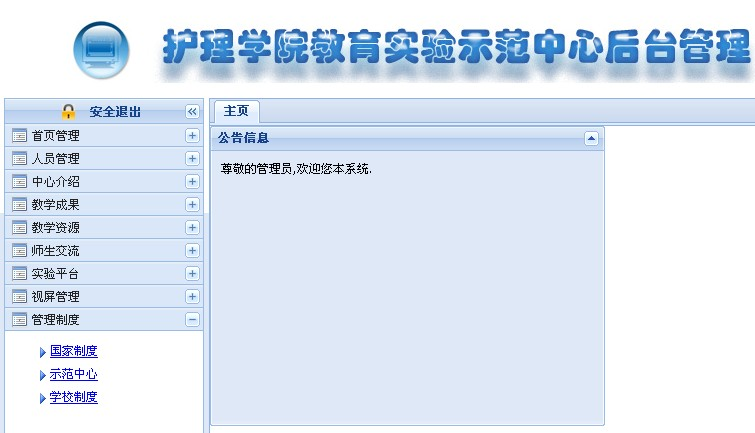 护理学院教育实验示范中心后台管理
安全退出
首页管理
人员管理
中心介绍
教学成果
教学资源
师生交流
实验平台
视屏管理
管理制度
国家制度
示范中心
学校制度
主页
公告信息
尊敬的管理员,欢迎您本系统.